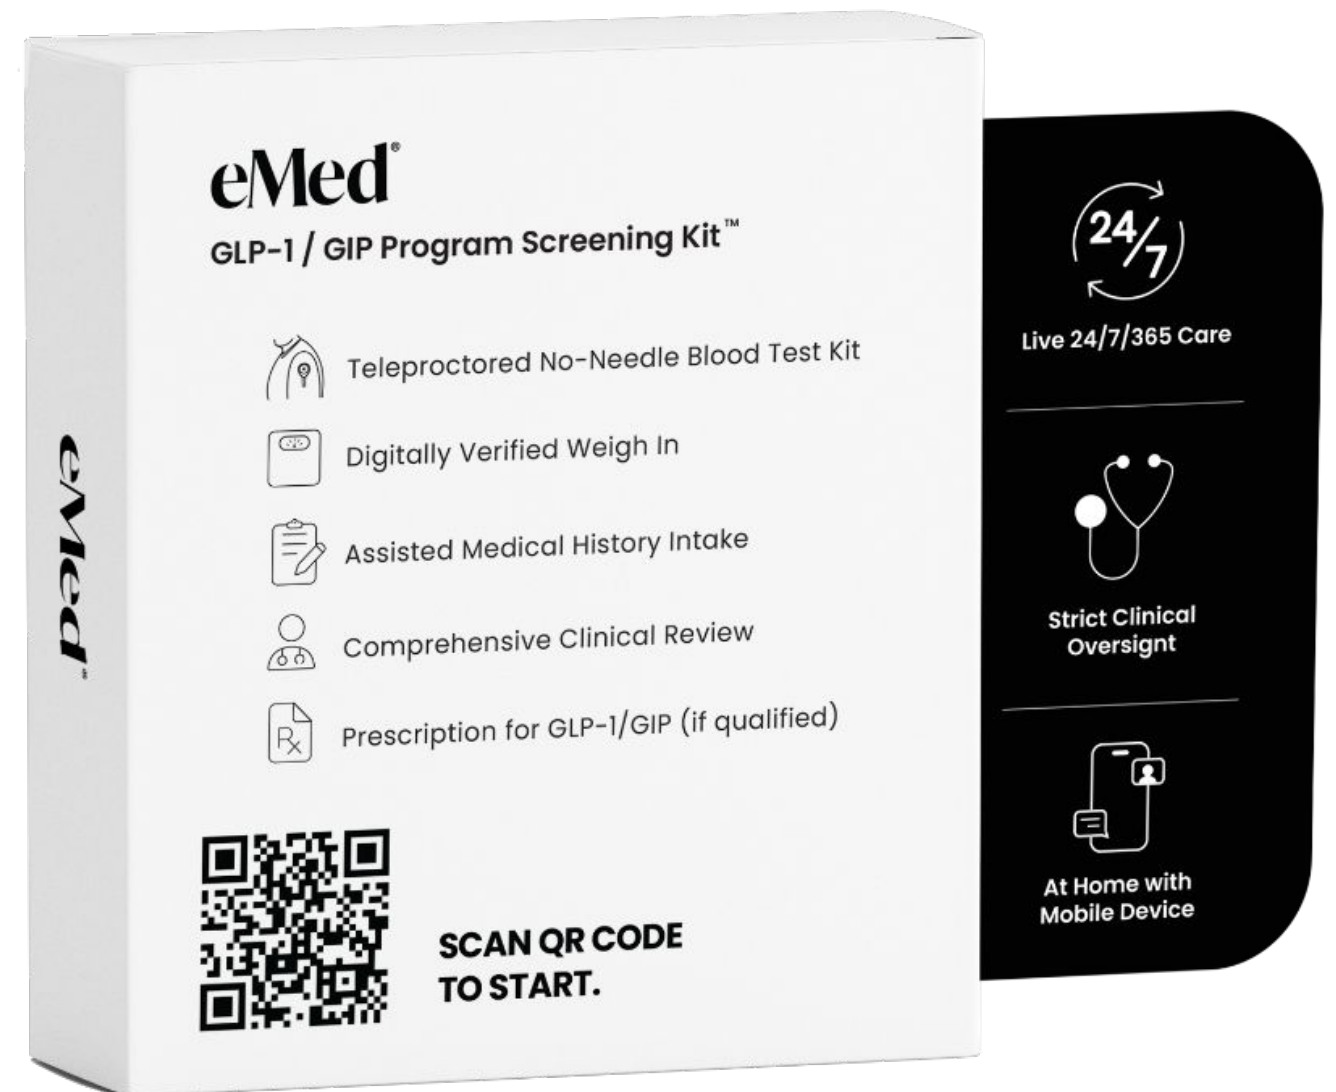 eMed®
GLP-1 / GIP Program Screening Kit™
Teleproctored No-Needle Blood Test Kit
Digitally Verified Weigh In
Assisted Medical History Intake
Comprehensive Clinical Review
Rx
Prescription for GLP-1/GIP (if qualified)
SCAN QR CODE
TO START.
eMed®
24/7
Live 24/7/365 Care
Strict Clinical
Oversignt
At Home with
Mobile Device